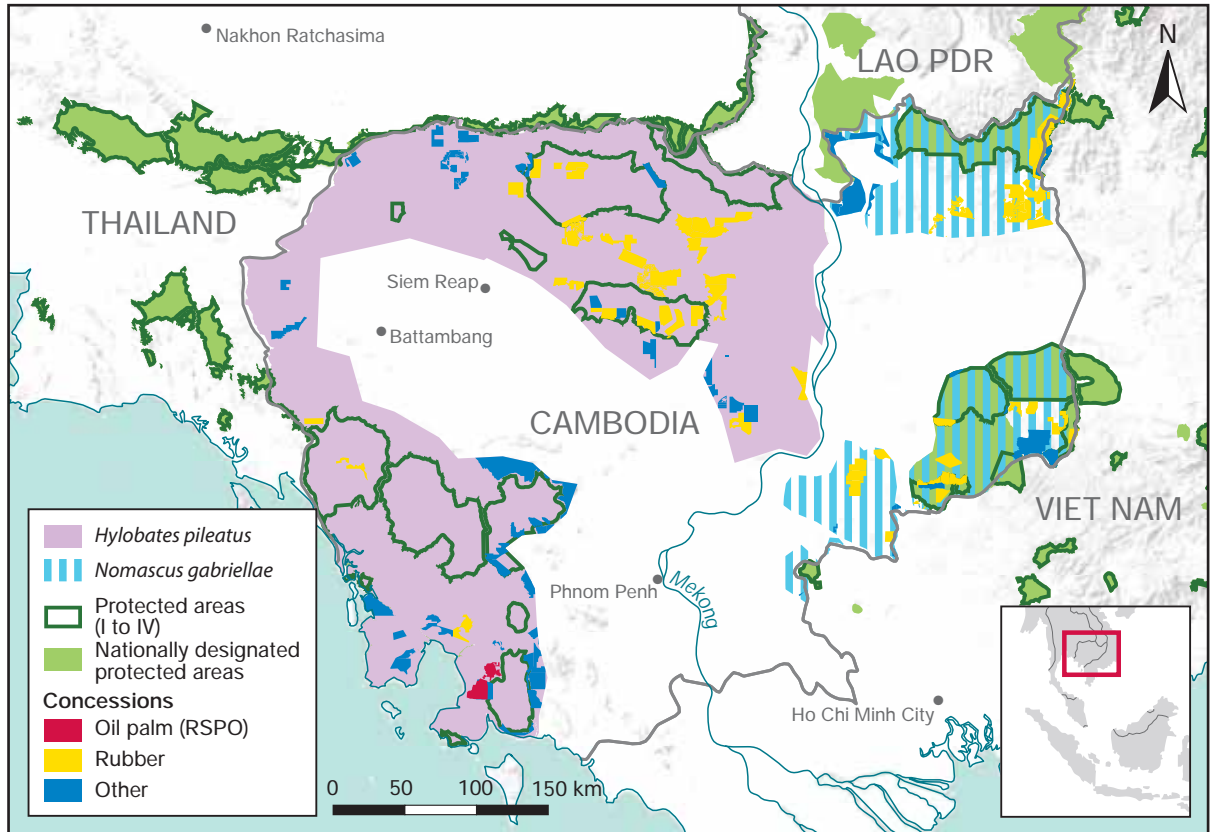 Nakhon Ratchasima
LAO PDR
N
THAILAND
Siem Reap
Battambang
CAMBODIA
VIET NAM
Phnom Penh
Mekong
Ho Chi Minh City
Hylobates pileatus
Nomascus gabriellae
Protected areas
(I to IV)
Nationally designated
protected areas
Concessions
Oil palm (RSPO)
Rubber
Other
0 50 100 150 km